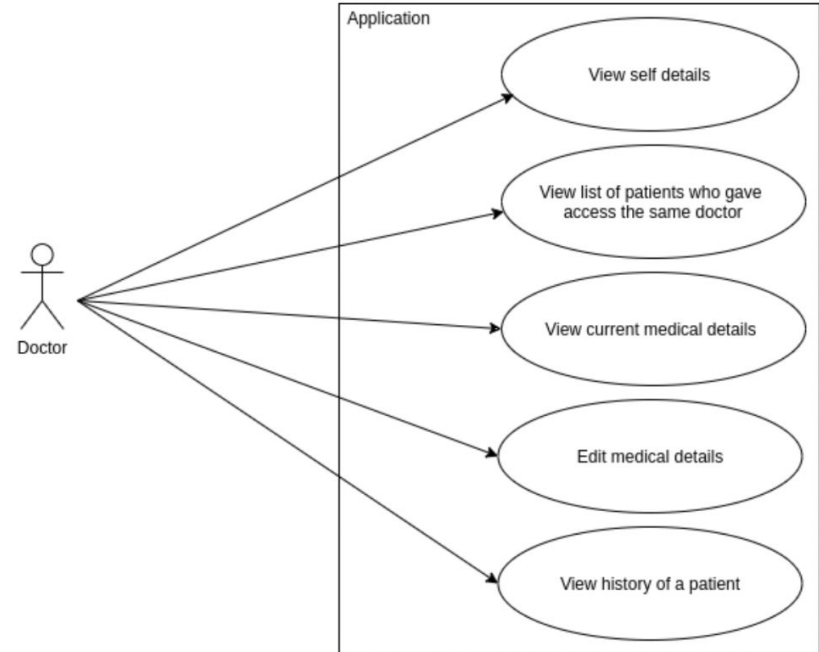 Application
View self details
View list of patients who gave
access the same doctor
View current medical details
Doctor
Edit medical details
View history of a patient